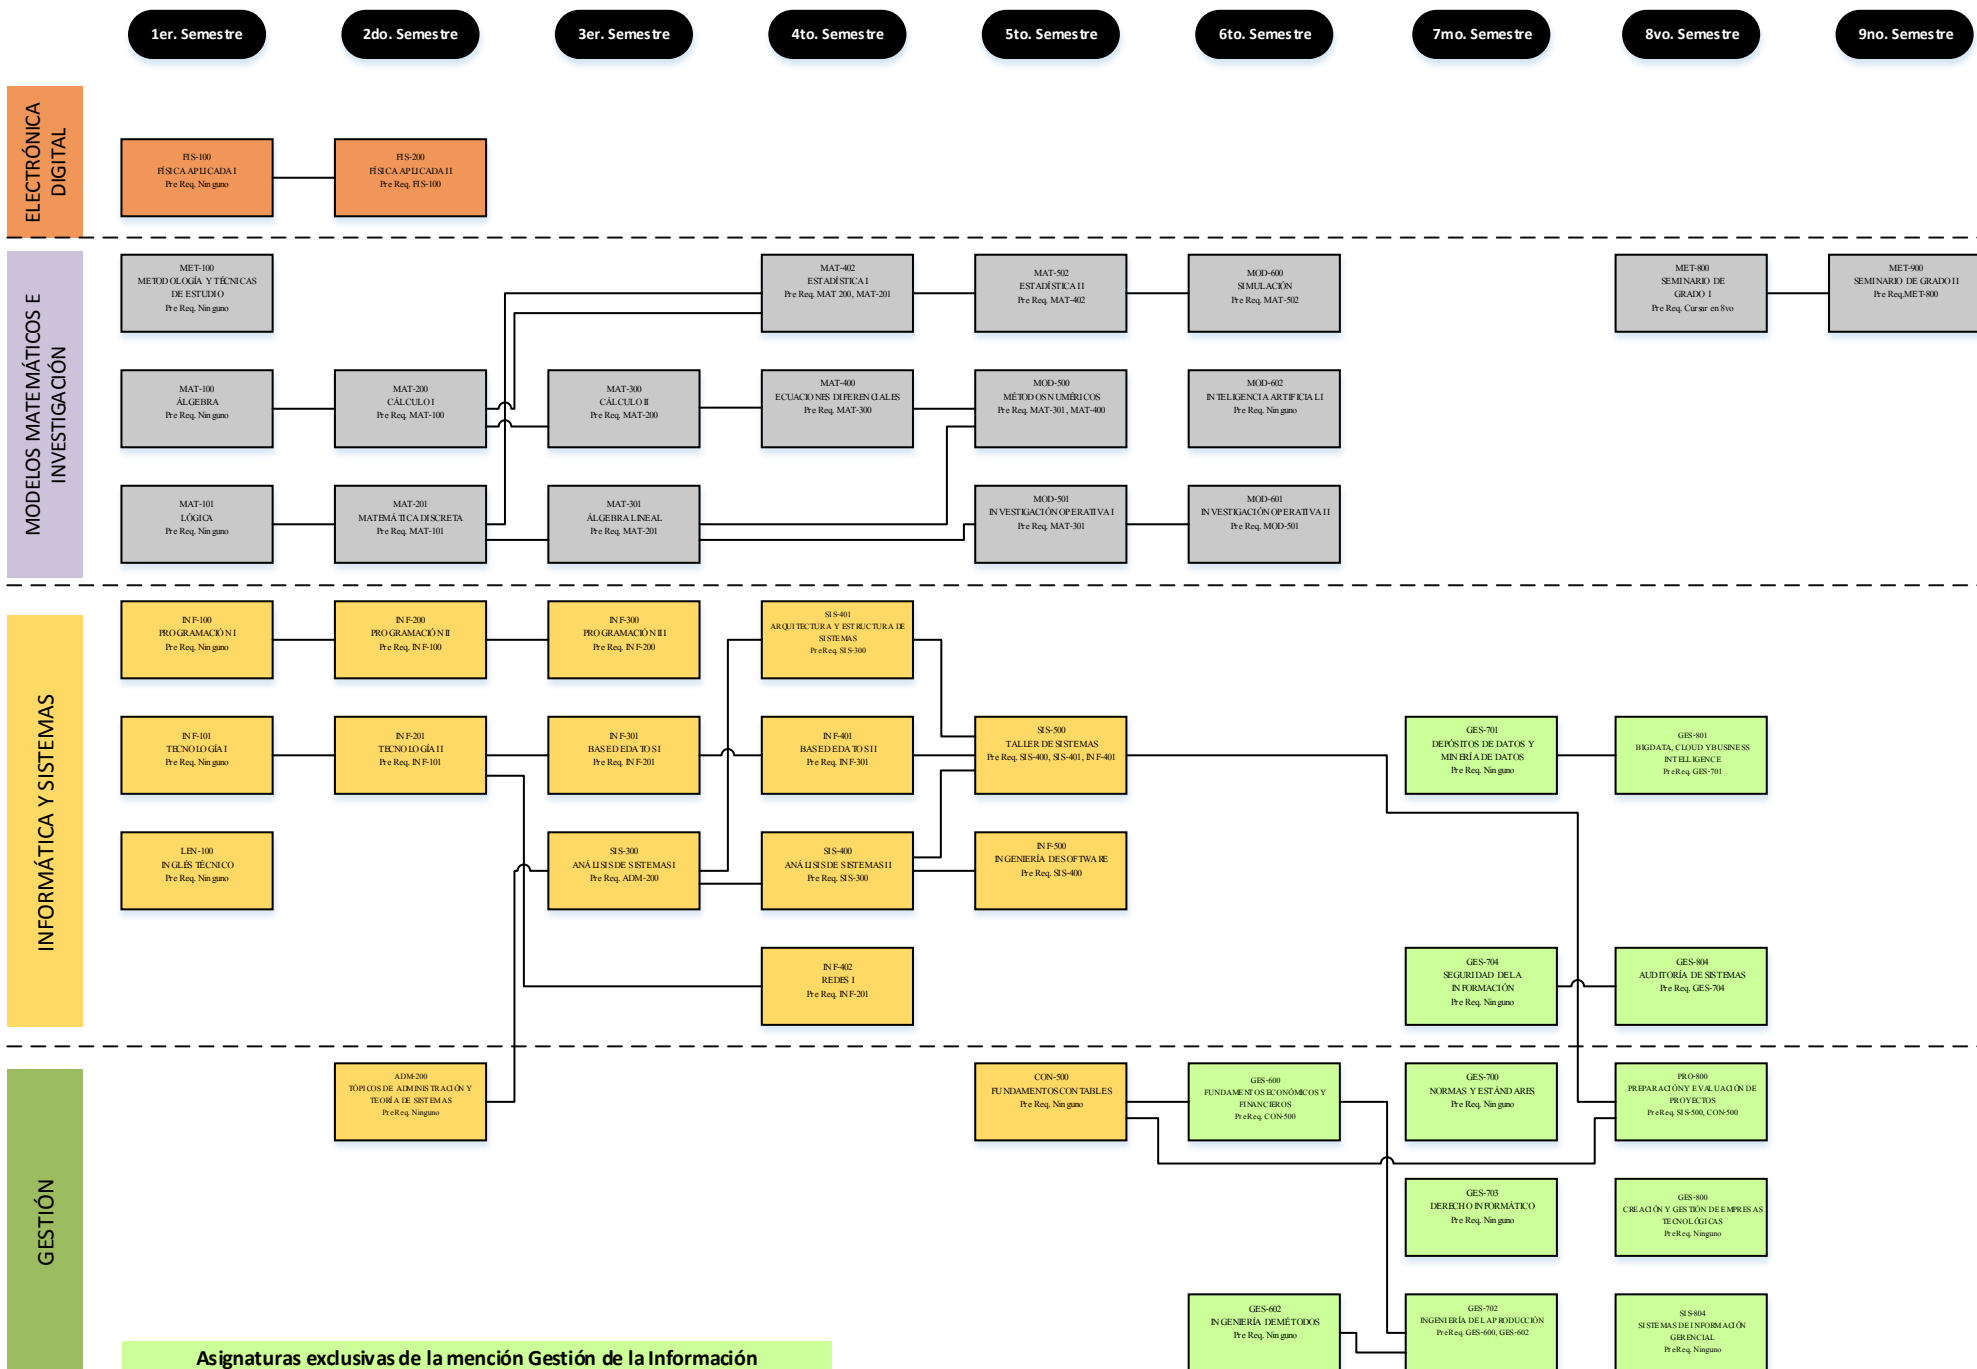 1er. Semestre
2do. Semestre
3er. Semestre
4to. Semestre
5to. Semestre
6to. Semestre
7mo. Semestre
8vo. Semestre
9no. Semestre
ELECTRÓNICA
DIGITAL
FIS-100
FÍSICA APLICADA I
Pre Req. Ninguno
FIS-200
FÍSICA APLICADA II
Pre Req. FIS-100
MODELOS MATEMÁTICOS E
INVESTIGACIÓN
MET-100
METODOLOGÍA Y TÉCNICAS
DE ESTUDIO
Pre Req. Ninguno
MAT-402
ESTADÍSTICA I
Pre Req. MAT 200, MAT-201
MAT-502
ESTADÍSTICA II
Pre Req. MAT-402
MOD-600
SIMULACIÓN
Pre Req. MAT-502
MET-800
SEMINARIO DE
GRADO I
Pre Req. Cursar en 8vo
MET-900
SEMINARIO DE GRADO II
Pre Req.MET-800
MAT-100
ÁLGEBRA
Pre Req. Ninguno
MAT-200
CÁLCULO I
Pre Req. MAT-100
MAT-300
CÁLCULO II
Pre Req. MAT-200
MAT-400
ECUACIONES DIFERENCIALES
Pre Req. MAT-300
MOD-500
MÉTODOS NUMÉRICOS
Pre Req. MAT-301, MAT-400
MOD-602
INTELIGENCIA ARTIFICIAL I
Pre Req. Ninguno
MAT-101
LÓGICA
Pre Req. Ninguno
MAT-201
MATEMÁTICA DISCRETA
Pre Req. MAT-101
MAT-301
ÁLGEBRA LINEAL
Pre Req. MAT-201
MOD-501
INVESTIGACIÓN OPERATIVA I
Pre Req. MAT-301
MOD-601
INVESTIGACIÓN OPERATIVA II
Pre Req. MOD-501
INFORMÁTICA Y SISTEMAS
INF-100
PROGRAMACIÓN I
Pre Req. Ninguno
INF-200
PROGRAMACIÓN II
Pre Req. INF-100
INF-300
PROGRAMACIÓN III
Pre Req. INF-200
SIS-401
ARQUITECTURA Y ESTRUCTURA DE
SISTEMAS
Pre Req. SIS-300
INF-101
TECNOLOGÍA I
Pre Req. Ninguno
INF-201
TECNOLOGÍA II
Pre Req. INF-101
INF-301
BASE DE DATOS I
Pre Req. INF-201
INF-401
BASE DE DATOS II
Pre Req. INF-301
SIS-500
TALLER DE SISTEMAS
Pre Req. SIS-400, SIS-401, INF-401
GES-701
DEPÓSITOS DE DATOS Y
MINERÍA DE DATOS
Pre Req. Ninguno
GES-801
BIGDATA, CLOUD Y BUSINESS
INTELLIGENCE
Pre Req. GES-701
LEN-100
INGLÉS TÉCNICO
Pre Req. Ninguno
SIS-300
ANÁLISIS DE SISTEMAS I
Pre Req. ADM-200
SIS-400
ANÁLISIS DE SISTEMAS II
Pre Req. SIS-300
INF-500
INGENIERÍA DE SOFTWARE
Pre Req. SIS-400
INF-402
REDES I
Pre Req. INF-201
GES-704
SEGURIDAD DE LA
INFORMACIÓN
Pre Req. Ninguno
GES-804
AUDITORÍA DE SISTEMAS
Pre Req. GES-704
GESTIÓN
ADM-200
TÓPICOS DE ADMINISTRACIÓN Y
TEORÍA DE SISTEMAS
Pre Req. Ninguno
CON-500
FUNDAMENTOS CONTABLES
Pre Req. Ninguno
GES-600
FUNDAMENTOS ECONÓMICOS Y
FINANCIEROS
Pre Req. CON-500
GES-700
NORMAS Y ESTÁNDARES
Pre Req. Ninguno
PRO-800
PREPARACIÓN Y EVALUACIÓN DE
PROYECTOS
Pre Req. SIS-500, CON-500
GES-703
DERECHO INFORMÁTICO
Pre Req. Ninguno
GES-800
CREACIÓN Y GESTIÓN DE EMPRESAS
TECNOLÓGICAS
Pre Req. Ninguno
GES-602
INGENIERÍA DE MÉTODOS
Pre Req. Ninguno
GES-702
INGENIERÍA DE LA PRODUCCIÓN
Pre Req. GES-600, GES-602
SIS-804
SISTEMAS DE INFORMACIÓN
GERENCIAL
Pre Req. Ninguno
Asignaturas exclusivas de la mención Gestión de la Información